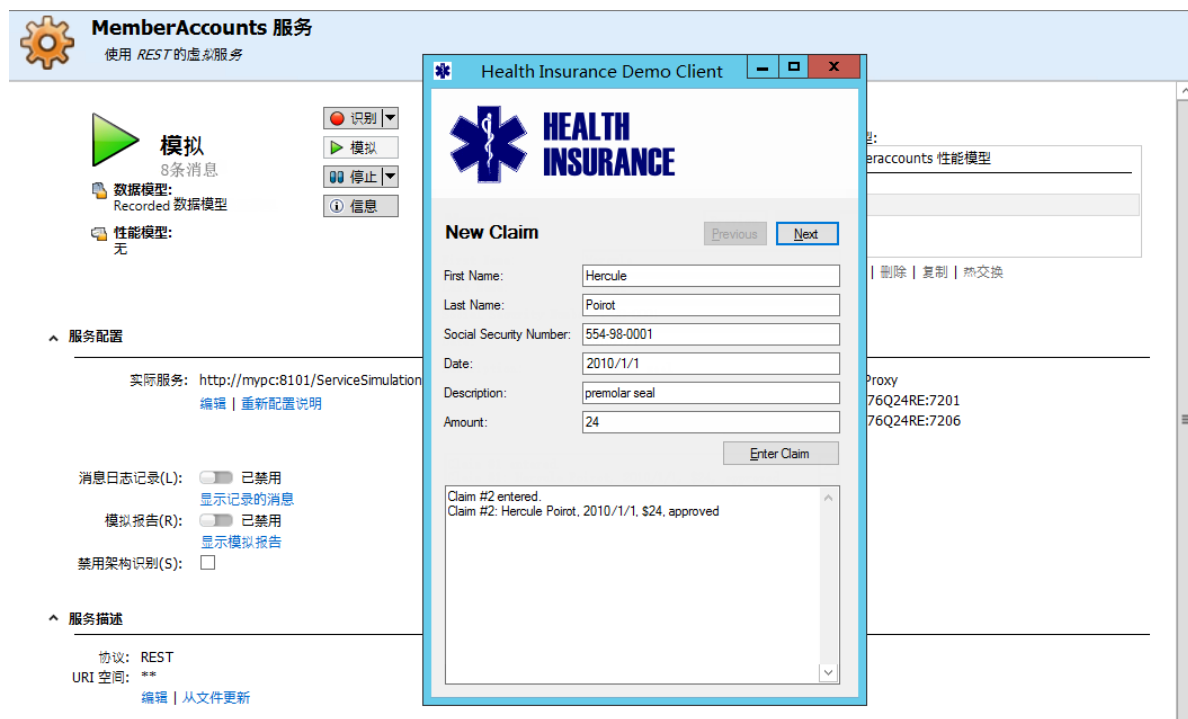 MemberAccounts 服务
使用 REST 的虚拟服务
模拟
8条消息
数据模型:
Recorded 数据模型
性能模型:
无
识别
模拟
停止
信息
eraccounts 性能模型
删除 | 复制 | 热交换
服务配置
实际服务: http://mypc:8101/ServiceSimulation
编辑 | 重新配置说明
Proxy
76Q24RE:7201
76Q24RE:7206
消息日志记录(L): 已禁用
显示记录的消息
模拟报告(R): 已禁用
显示模拟报告
禁用架构识别(S):
服务描述
协议: REST
URI 空间: **
编辑 | 从文件更新
Health Insurance Demo Client
HEALTH
INSURANCE
New Claim
Previous Next
First Name: Hercule
Last Name: Poirot
Social Security Number: 554-98-0001
Date: 2010/1/1
Description: premolar seal
Amount: 24
Enter Claim
Claim #2 entered.
Claim #2: Hercule Poirot, 2010/1/1, $24, approved